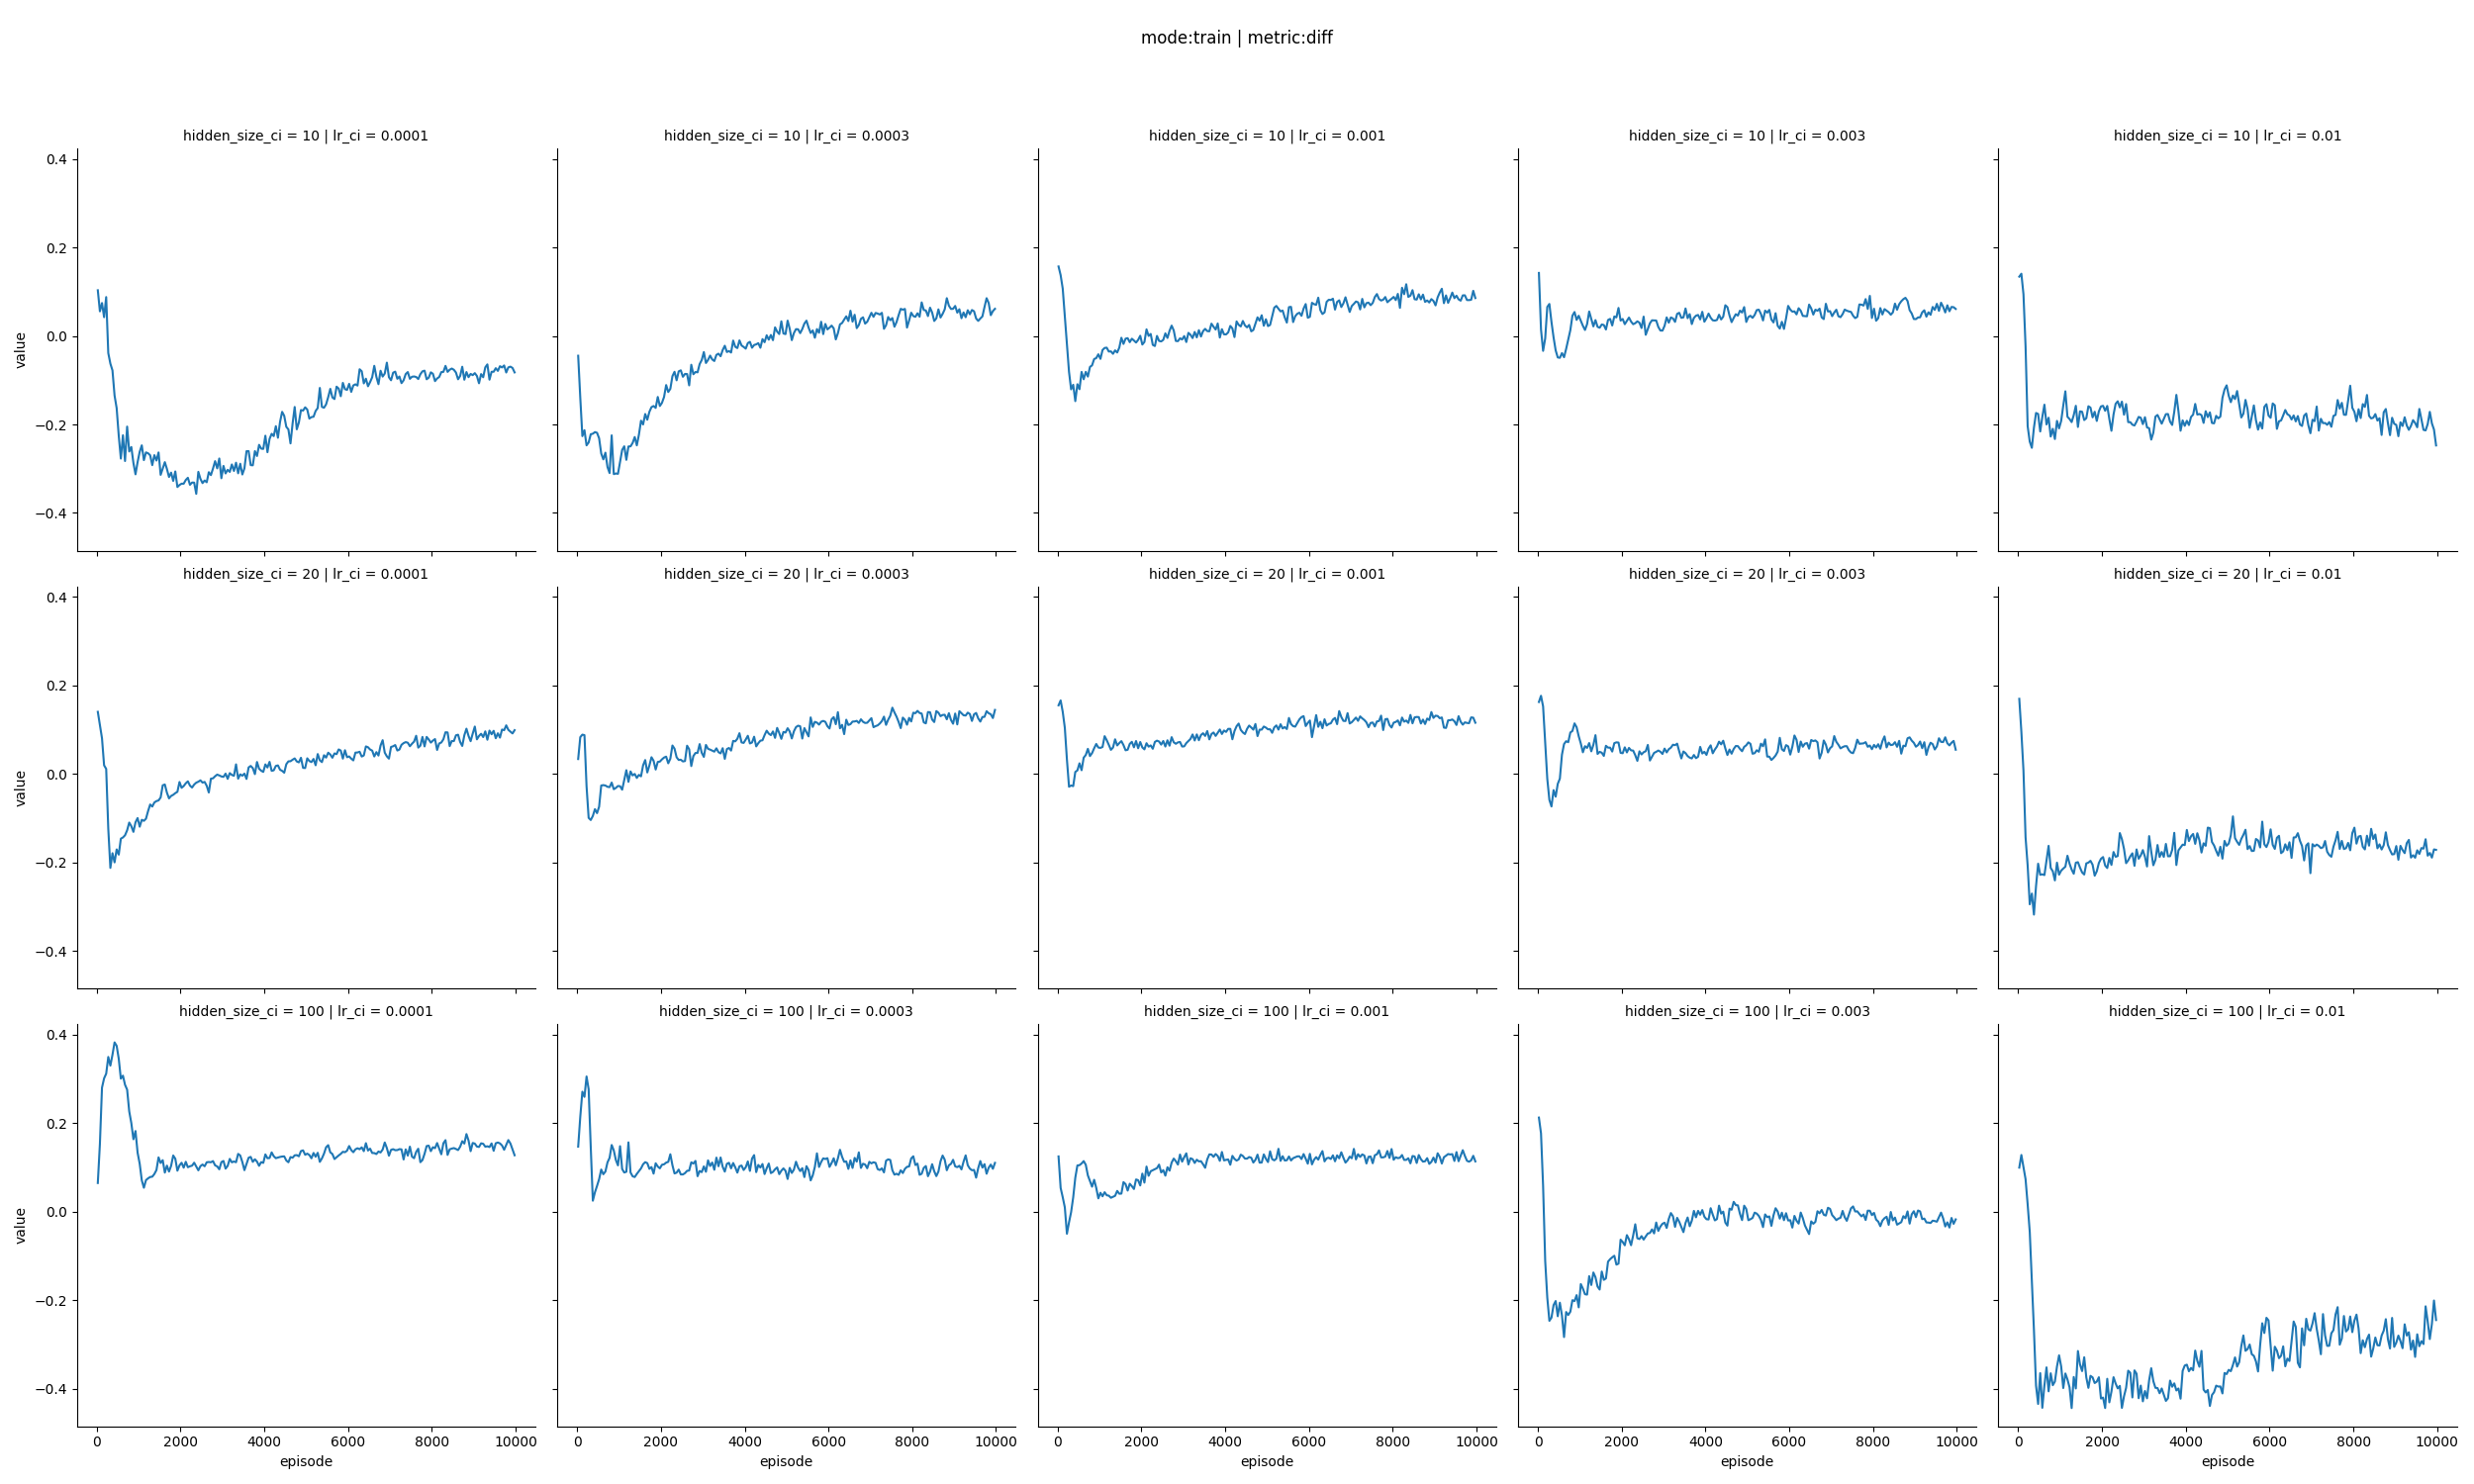 mode:train | metric:diff
hidden_size_ci = 10 | lr_ci = 0.0001
hidden_size_ci = 10 | lr_ci = 0.0003
hidden_size_ci = 10 | lr_ci = 0.001
hidden_size_ci = 10 | lr_ci = 0.003
hidden_size_ci = 10 | lr_ci = 0.01
0.4
0.2
0.0
−0.2
−0.4
value
hidden_size_ci = 20 | lr_ci = 0.0001
hidden_size_ci = 20 | lr_ci = 0.0003
hidden_size_ci = 20 | lr_ci = 0.001
hidden_size_ci = 20 | lr_ci = 0.003
hidden_size_ci = 20 | lr_ci = 0.01
0.4
0.2
0.0
−0.2
−0.4
value
hidden_size_ci = 100 | lr_ci = 0.0001
hidden_size_ci = 100 | lr_ci = 0.0003
hidden_size_ci = 100 | lr_ci = 0.001
hidden_size_ci = 100 | lr_ci = 0.003
hidden_size_ci = 100 | lr_ci = 0.01
0.4
0.2
0.0
−0.2
−0.4
value
0 2000 4000 6000 8000 10000
0 2000 4000 6000 8000 10000
0 2000 4000 6000 8000 10000
0 2000 4000 6000 8000 10000
0 2000 4000 6000 8000 10000
episode
episode
episode
episode
episode